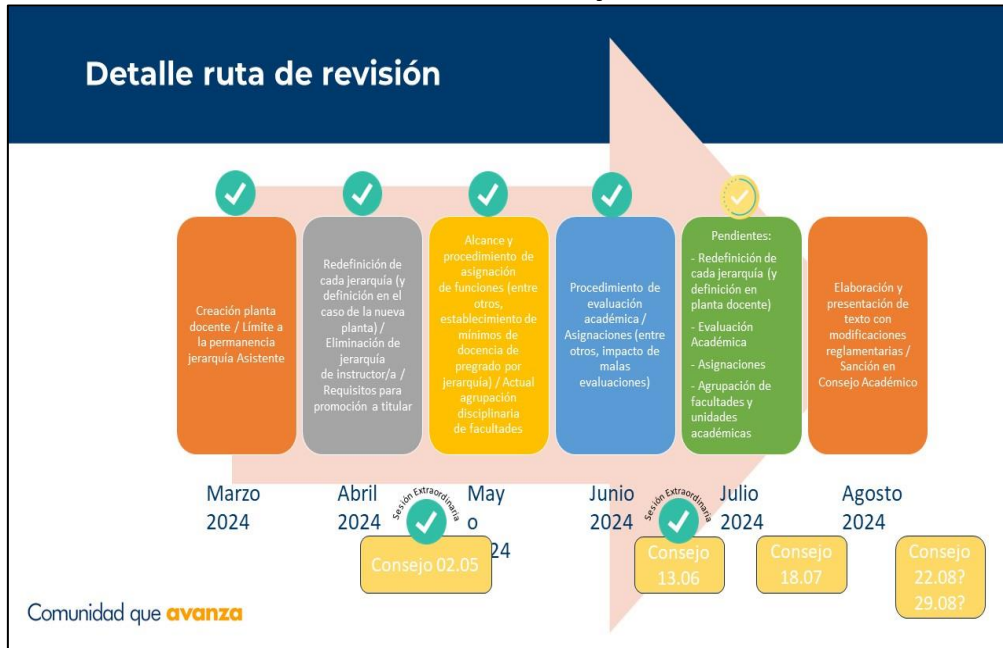 Detalle ruta de revisión
Creación planta
docente / Límite a
la permanencia
jerarquía Asistente
Redefinición de
cada jerarquía (y
definición en el
caso de la nueva
planta) /
Eliminación de
jerarquía
de instructor/a /
Requisitos para
promoción a titular
Alcance y
procedimiento de
asignación
de funciones (entre
otros,
establecimiento de
mínimos de
docencia de
pregrado por
jerarquía) / Actual
agrupación
disciplinaria
de facultades
Procedimiento de
evaluación
académica /
Asignaciones (entre
otros, impacto de
malas
evaluaciones)
Pendientes:
- Redefinición de
cada jerarquía (y
definición en
planta docente)
- Evaluación
Académica
- Asignaciones
- Agrupación de
facultades y
unidades
académicas
Elaboración y
presentación de
texto con
modificaciones
reglamentarias /
Sanción en
Consejo Académico
Marzo
2024
Abril
2024
May
o
24
Junio
2024
Julio
2024
Agosto
2024
Sesión Extraordinaria
Consejo 02.05
Sesión Extraordinaria
Consejo
13.06
Consejo
18.07
Consejo
22.08?
29.08?
Comunidad que avanza